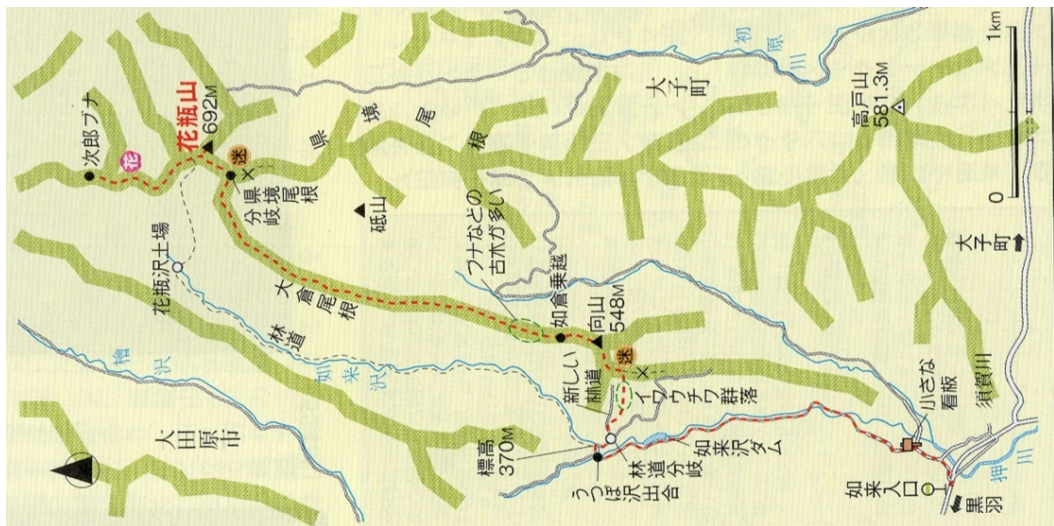 次郎ブナ
花
花瓶山
692M
迷
分県
岐境
尾
根
県境尾根
砥山
初原川
大子町
高戸山
581.3M
1km
0
花瓶沢土場
大倉尾根
林道
如来沢
檜沢
大田原市
ブナなどの
古木が多い
如倉乗越
向山
548M
迷
新しい
林道
イワウチワ群落
標高
370M
林道分岐
うつぼ沢出合
如来沢ダム
大子町
小さな
看板
須賀川
押川
如来入口
黒羽